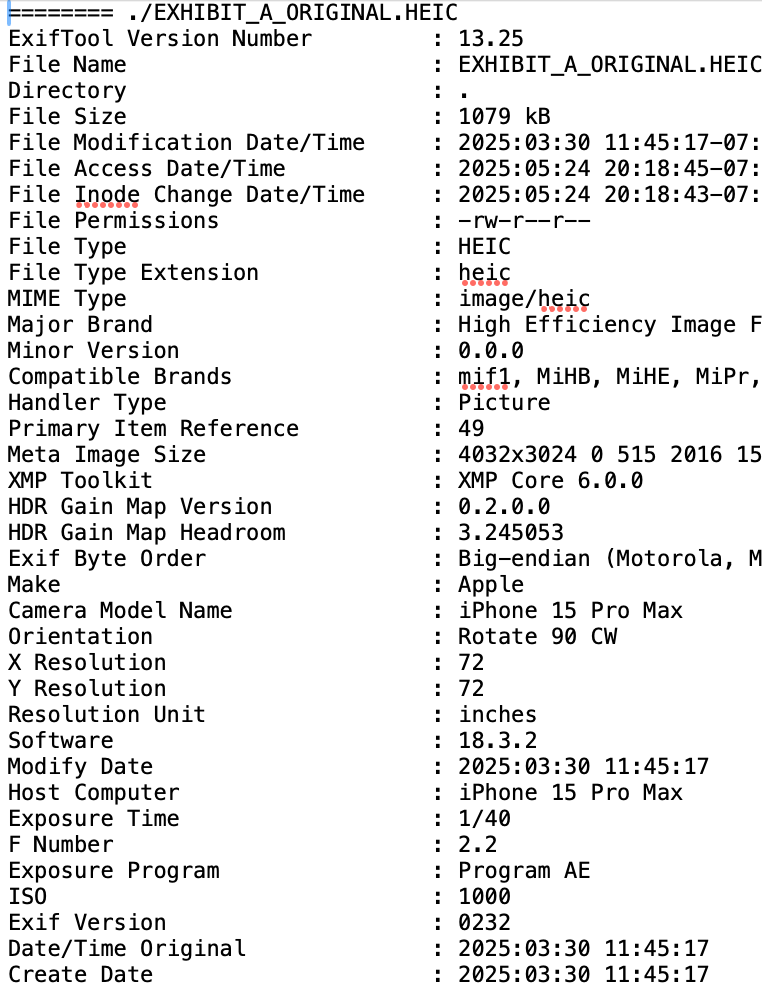 ======== ./EXHIBIT_A_ORIGINAL.HEIC
ExifTool Version Number : 13.25
File Name : EXHIBIT_A_ORIGINAL.HEIC
Directory : .
File Size : 1079 kB
File Modification Date/Time : 2025:03:30 11:45:17-07:
File Access Date/Time : 2025:05:24 20:18:45-07:
File Inode Change Date/Time : 2025:05:24 20:18:43-07:
File Permissions : -rw-r--r--
File Type : HEIC
File Type Extension : heic
MIME Type : image/heic
Major Brand : High Efficiency Image F
Minor Version : 0.0.0
Compatible Brands : mif1, MiHB, MiHE, MiPr,
Handler Type : Picture
Primary Item Reference : 49
Meta Image Size : 4032x3024 0 515 2016 15
XMP Toolkit : XMP Core 6.0.0
HDR Gain Map Version : 0.2.0.0
HDR Gain Map Headroom : 3.245053
Exif Byte Order : Big-endian (Motorola, M
Make : Apple
Camera Model Name : iPhone 15 Pro Max
Orientation : Rotate 90 CW
X Resolution : 72
Y Resolution : 72
Resolution Unit : inches
Software : 18.3.2
Modify Date : 2025:03:30 11:45:17
Host Computer : iPhone 15 Pro Max
Exposure Time : 1/40
F Number : 2.2
Exposure Program : Program AE
ISO : 1000
Exif Version : 0232
Date/Time Original : 2025:03:30 11:45:17
Create Date : 2025:03:30 11:45:17